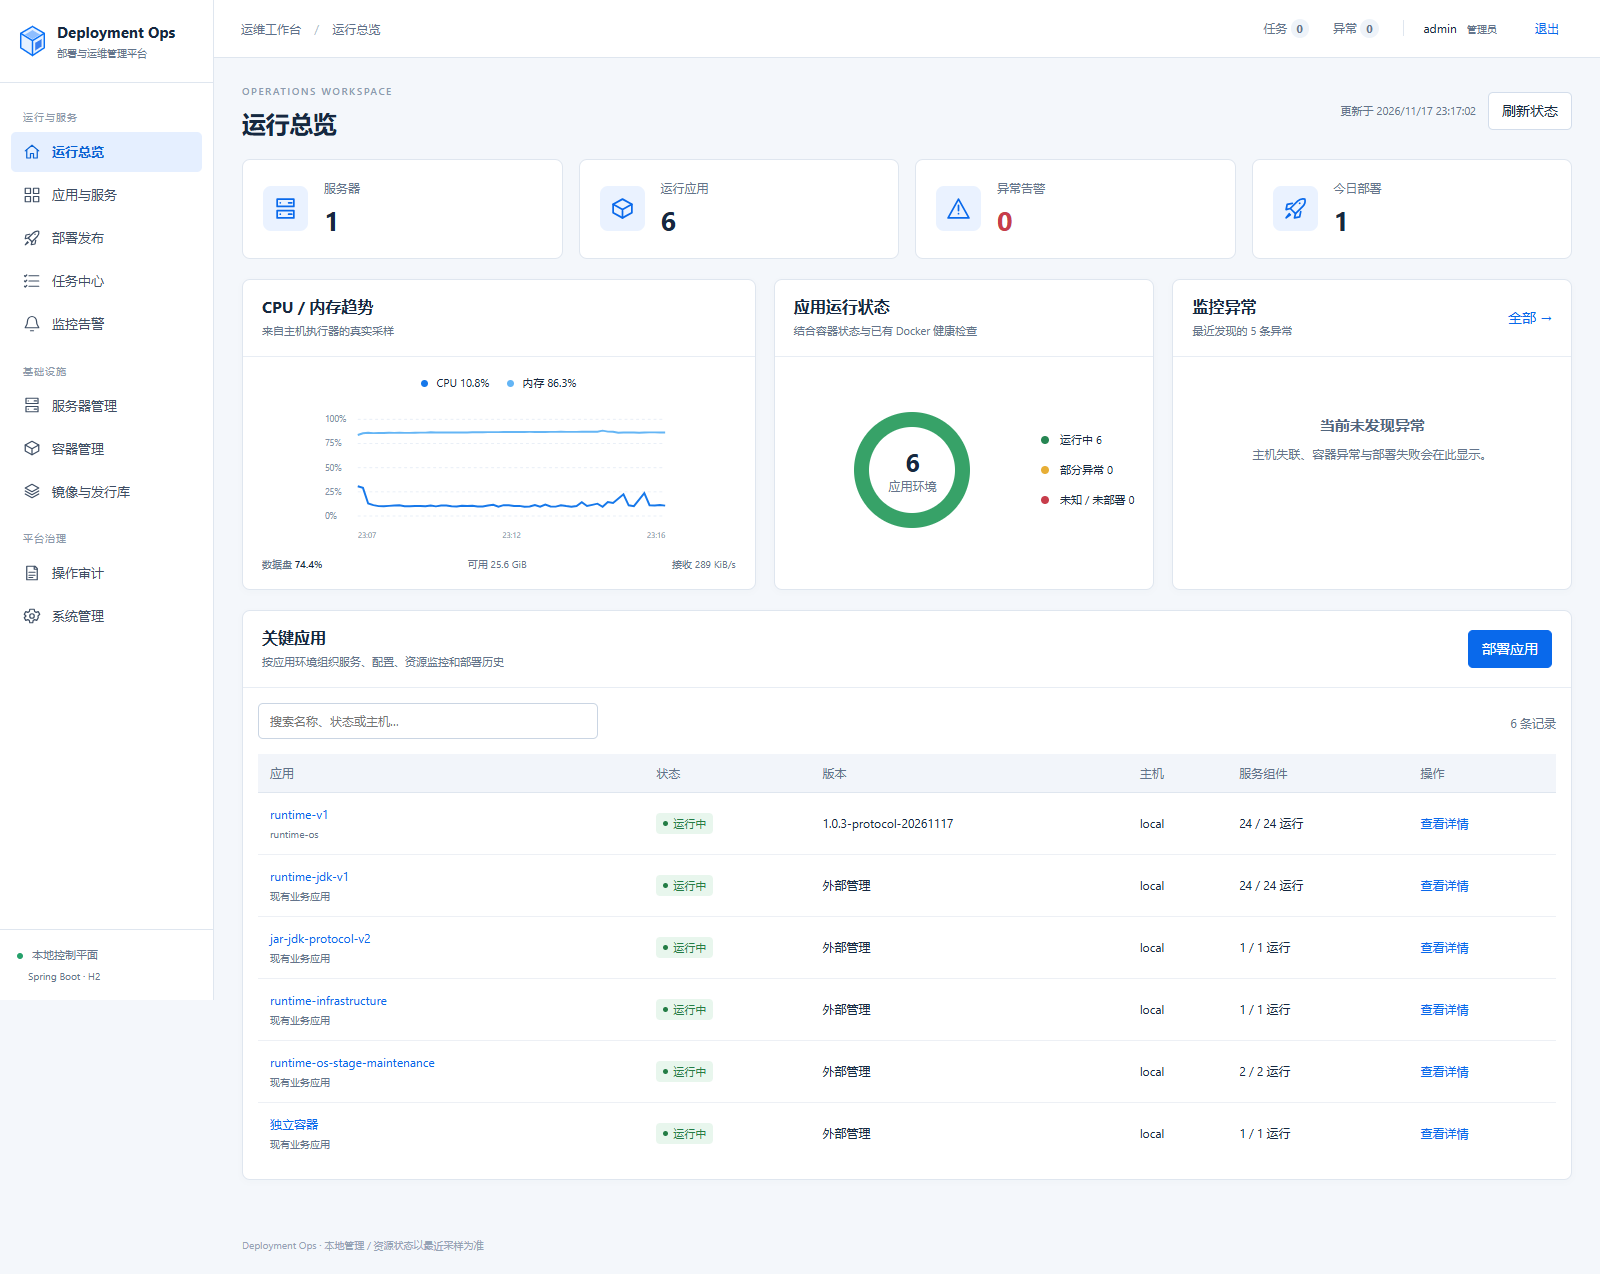 Deployment Ops
部署与运维管理平台
运行与服务
运行总览
应用与服务
部署发布
任务中心
监控告警
基础设施
服务器管理
容器管理
镜像与发行库
平台治理
操作审计
系统管理
本地控制平面
Spring Boot · H2
运维工作台 / 运行总览
任务 0 异常 0 admin 管理员 退出
OPERATIONS WORKSPACE
运行总览
更新于 2026/11/17 23:17:02 刷新状态
服务器
1
运行应用
6
异常告警
0
今日部署
1
CPU / 内存趋势
来自主机执行器的真实采样
CPU 10.8% 内存 86.3%
100%
75%
50%
25%
0%
23:07 23:12 23:16
数据盘 74.4% 可用 25.6 GiB 接收 289 KiB/s
应用运行状态
结合容器状态与已有 Docker 健康检查
6
应用环境
运行中 6
部分异常 0
未知 / 未部署 0
监控异常
最近发现的 5 条异常
全部 →
当前未发现异常
主机失联、容器异常与部署失败会在此显示。
关键应用
按应用环境组织服务、配置、资源监控和部署历史
部署应用
搜索名称、状态或主机...
6 条记录
应用 状态 版本 主机 服务组件 操作
runtime-v1 运行中 1.0.3-protocol-20261117 local 24 / 24 运行 查看详情
runtime-os
runtime-jdk-v1 运行中 外部管理 local 24 / 24 运行 查看详情
现有业务应用
jar-jdk-protocol-v2 运行中 外部管理 local 1 / 1 运行 查看详情
现有业务应用
runtime-infrastructure 运行中 外部管理 local 1 / 1 运行 查看详情
现有业务应用
runtime-os-stage-maintenance 运行中 外部管理 local 2 / 2 运行 查看详情
现有业务应用
独立容器 运行中 外部管理 local 1 / 1 运行 查看详情
现有业务应用
Deployment Ops · 本地管理 / 资源状态以最近采样为准